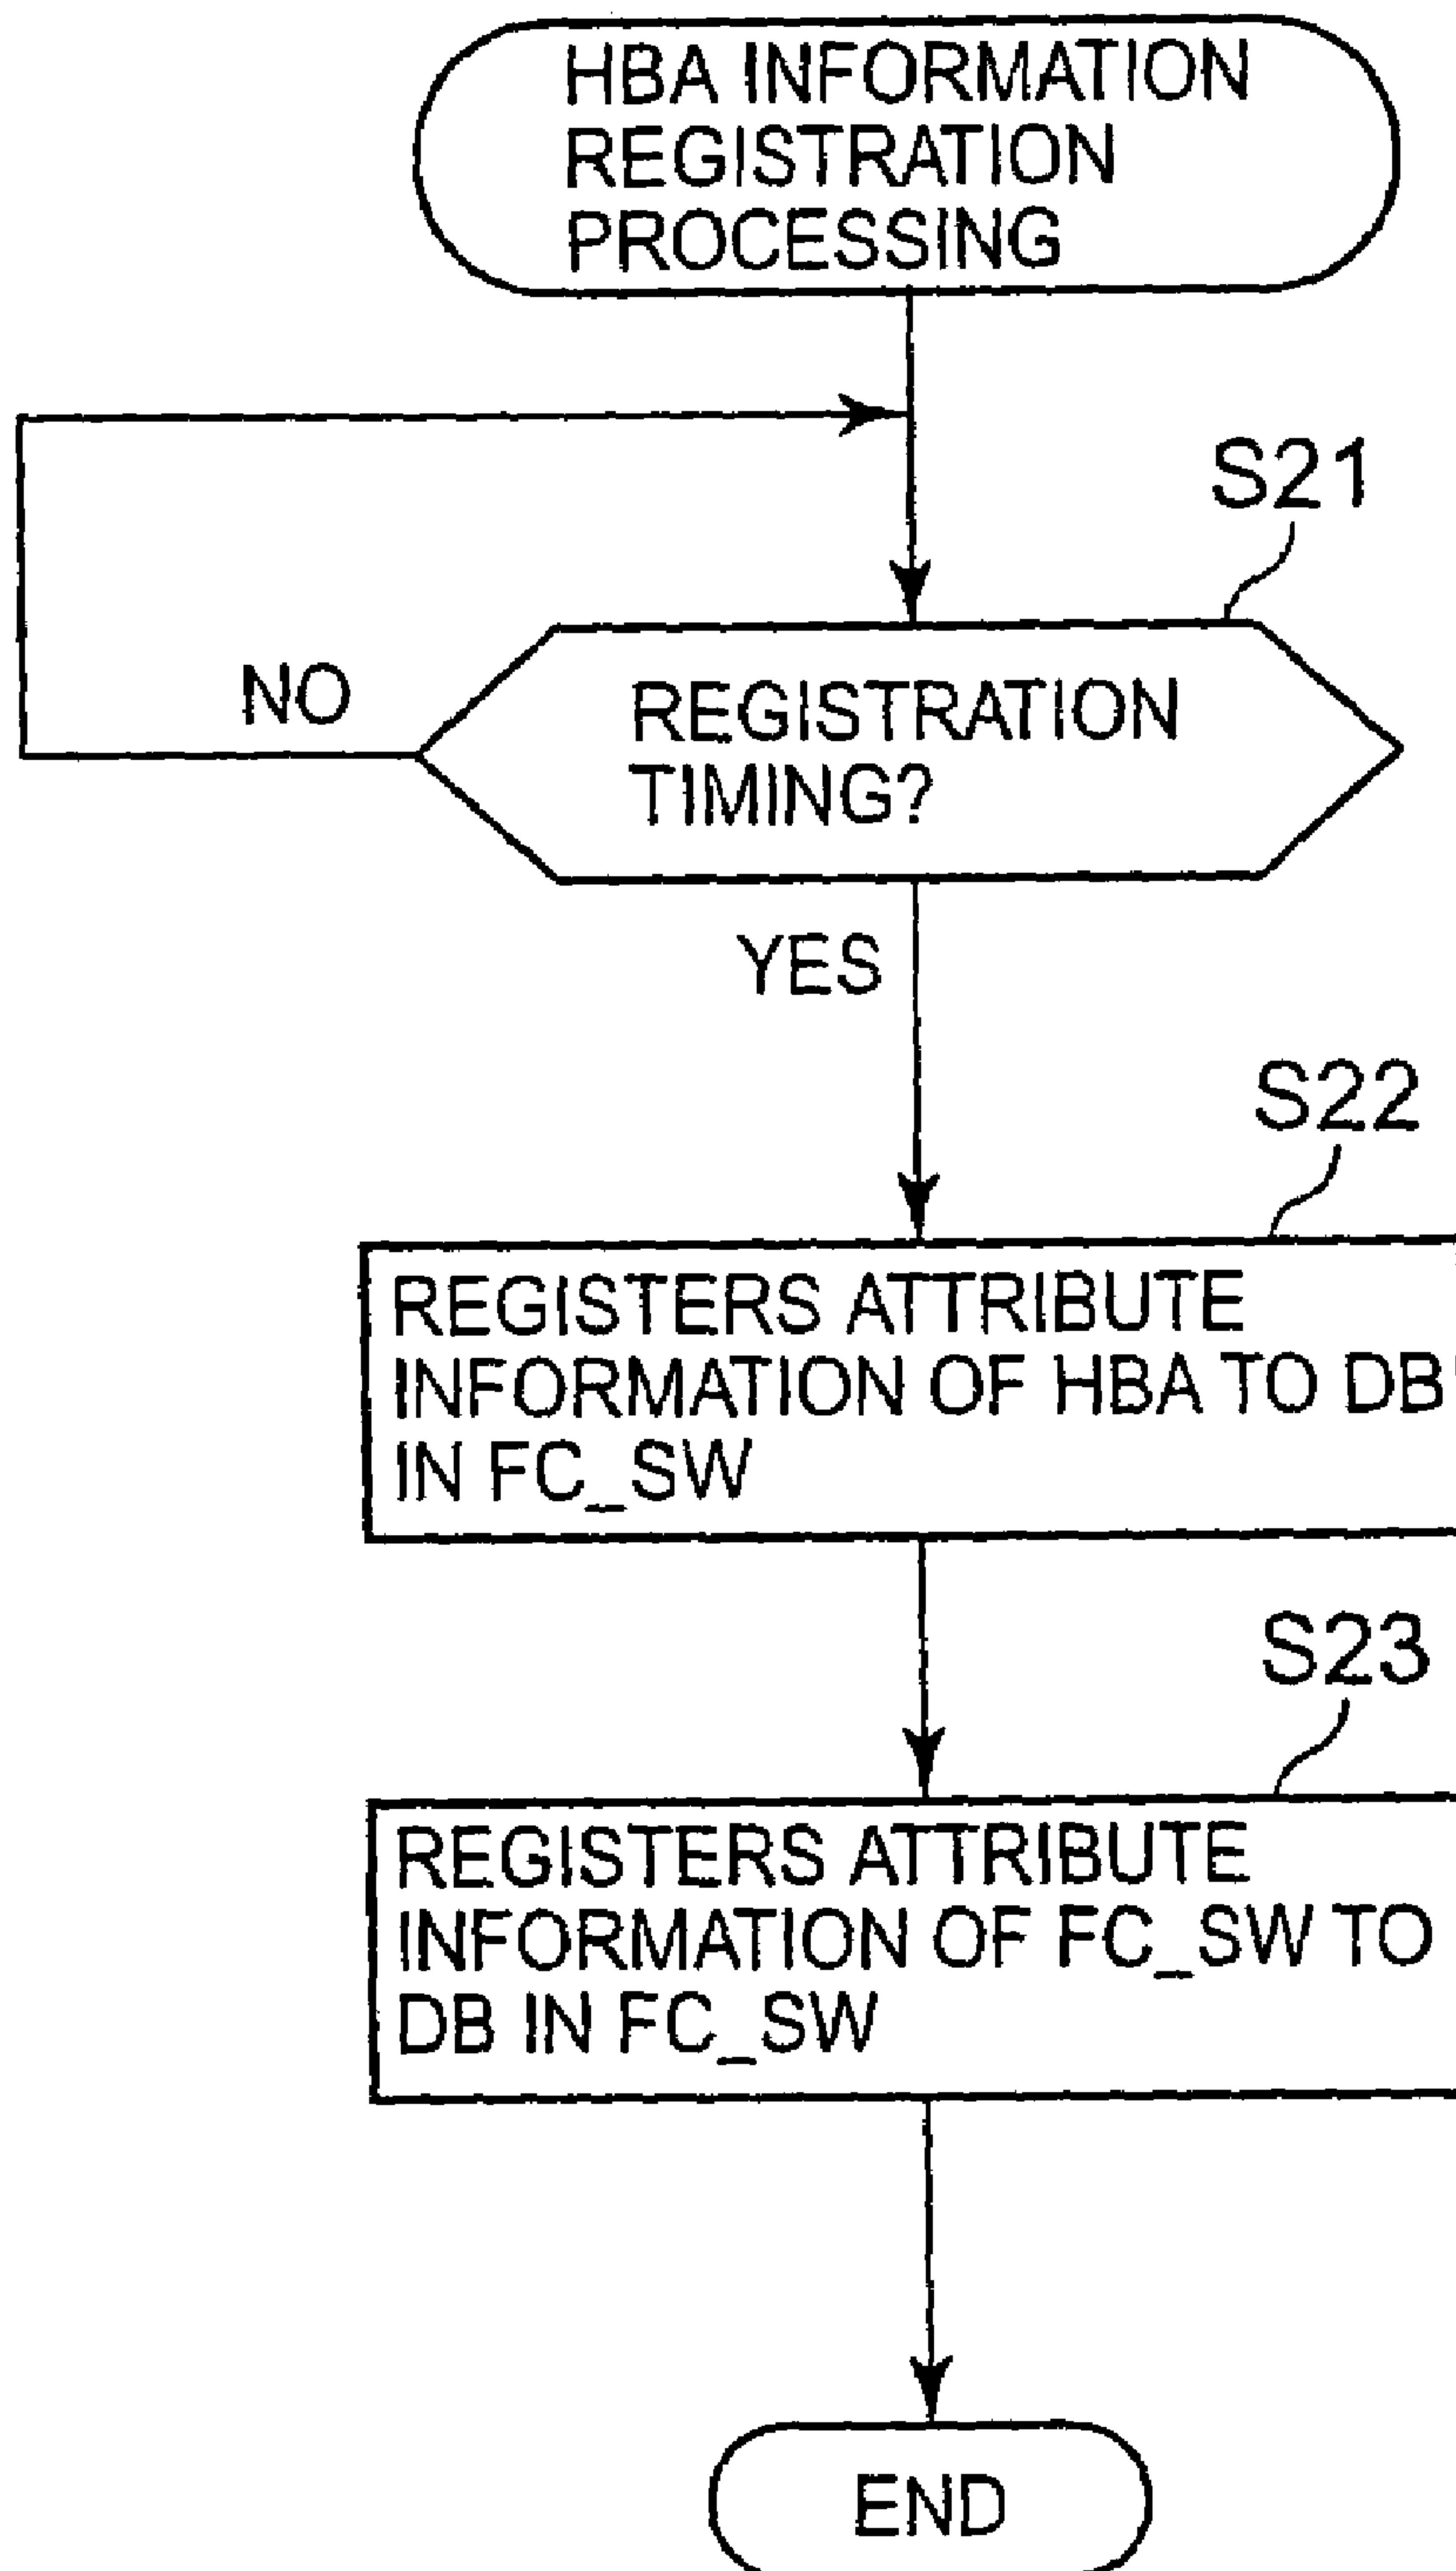 HBA INFORMATION
REGISTRATION
PROCESSING
S21
NO
REGISTRATION
TIMING?
YES
S22
REGISTERS ATTRIBUTE
INFORMATION OF HBA TO DB
IN FC_SW
S23
REGISTERS ATTRIBUTE
INFORMATION OF FC_SW TO
DB IN FC_SW
END